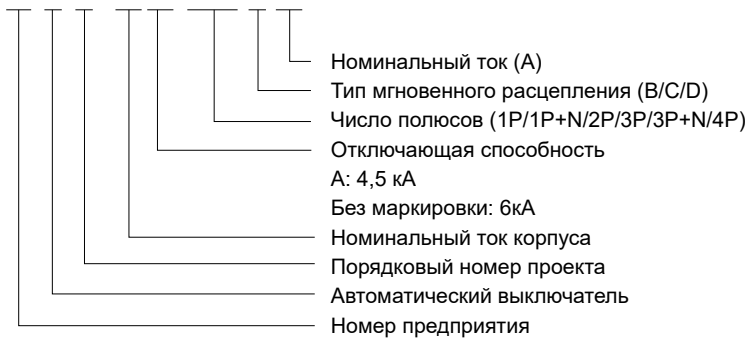 Номинальный ток (А)
Тип мгновенного расцепления (B/C/D)
Число полюсов (1P/1P+N/2P/3P/3P+N/4P)
Отключающая способность
А: 4,5 кА
Без маркировки: 6кА
Номинальный ток корпуса
Порядковый номер проекта
Автоматический выключатель
Номер предприятия